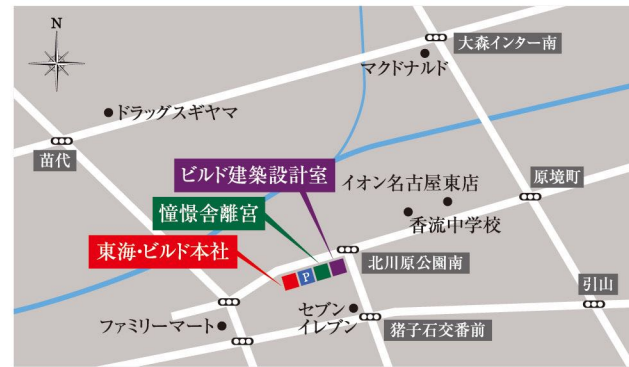 N
大森インター南
マクドナルド
ドラッグスギヤマ
苗代
ビルド建築設計室
イオン名古屋東店
原境町
憧憬舎離宮
香流中学校
東海・ビルド本社
P
北川原公園南
引山
セブン
イレブン
ファミリーマート
猪子石交番前